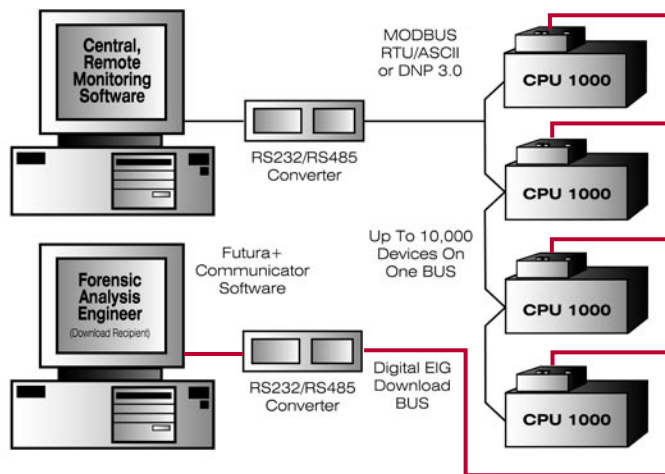 Central,
Remote
Monitoring
Software
RS232/RS485
Converter
MODBUS
RTU/ASCII
or DNP 3.0
CPU 1000
CPU 1000
Up To 10,000
Devices On
One BUS
CPU 1000
CPU 1000
Forensic
Analysis
Engineer
(Download Recipient)
Futura+
Communicator
Software
RS232/RS485
Converter
Digital EIG
Download
BUS